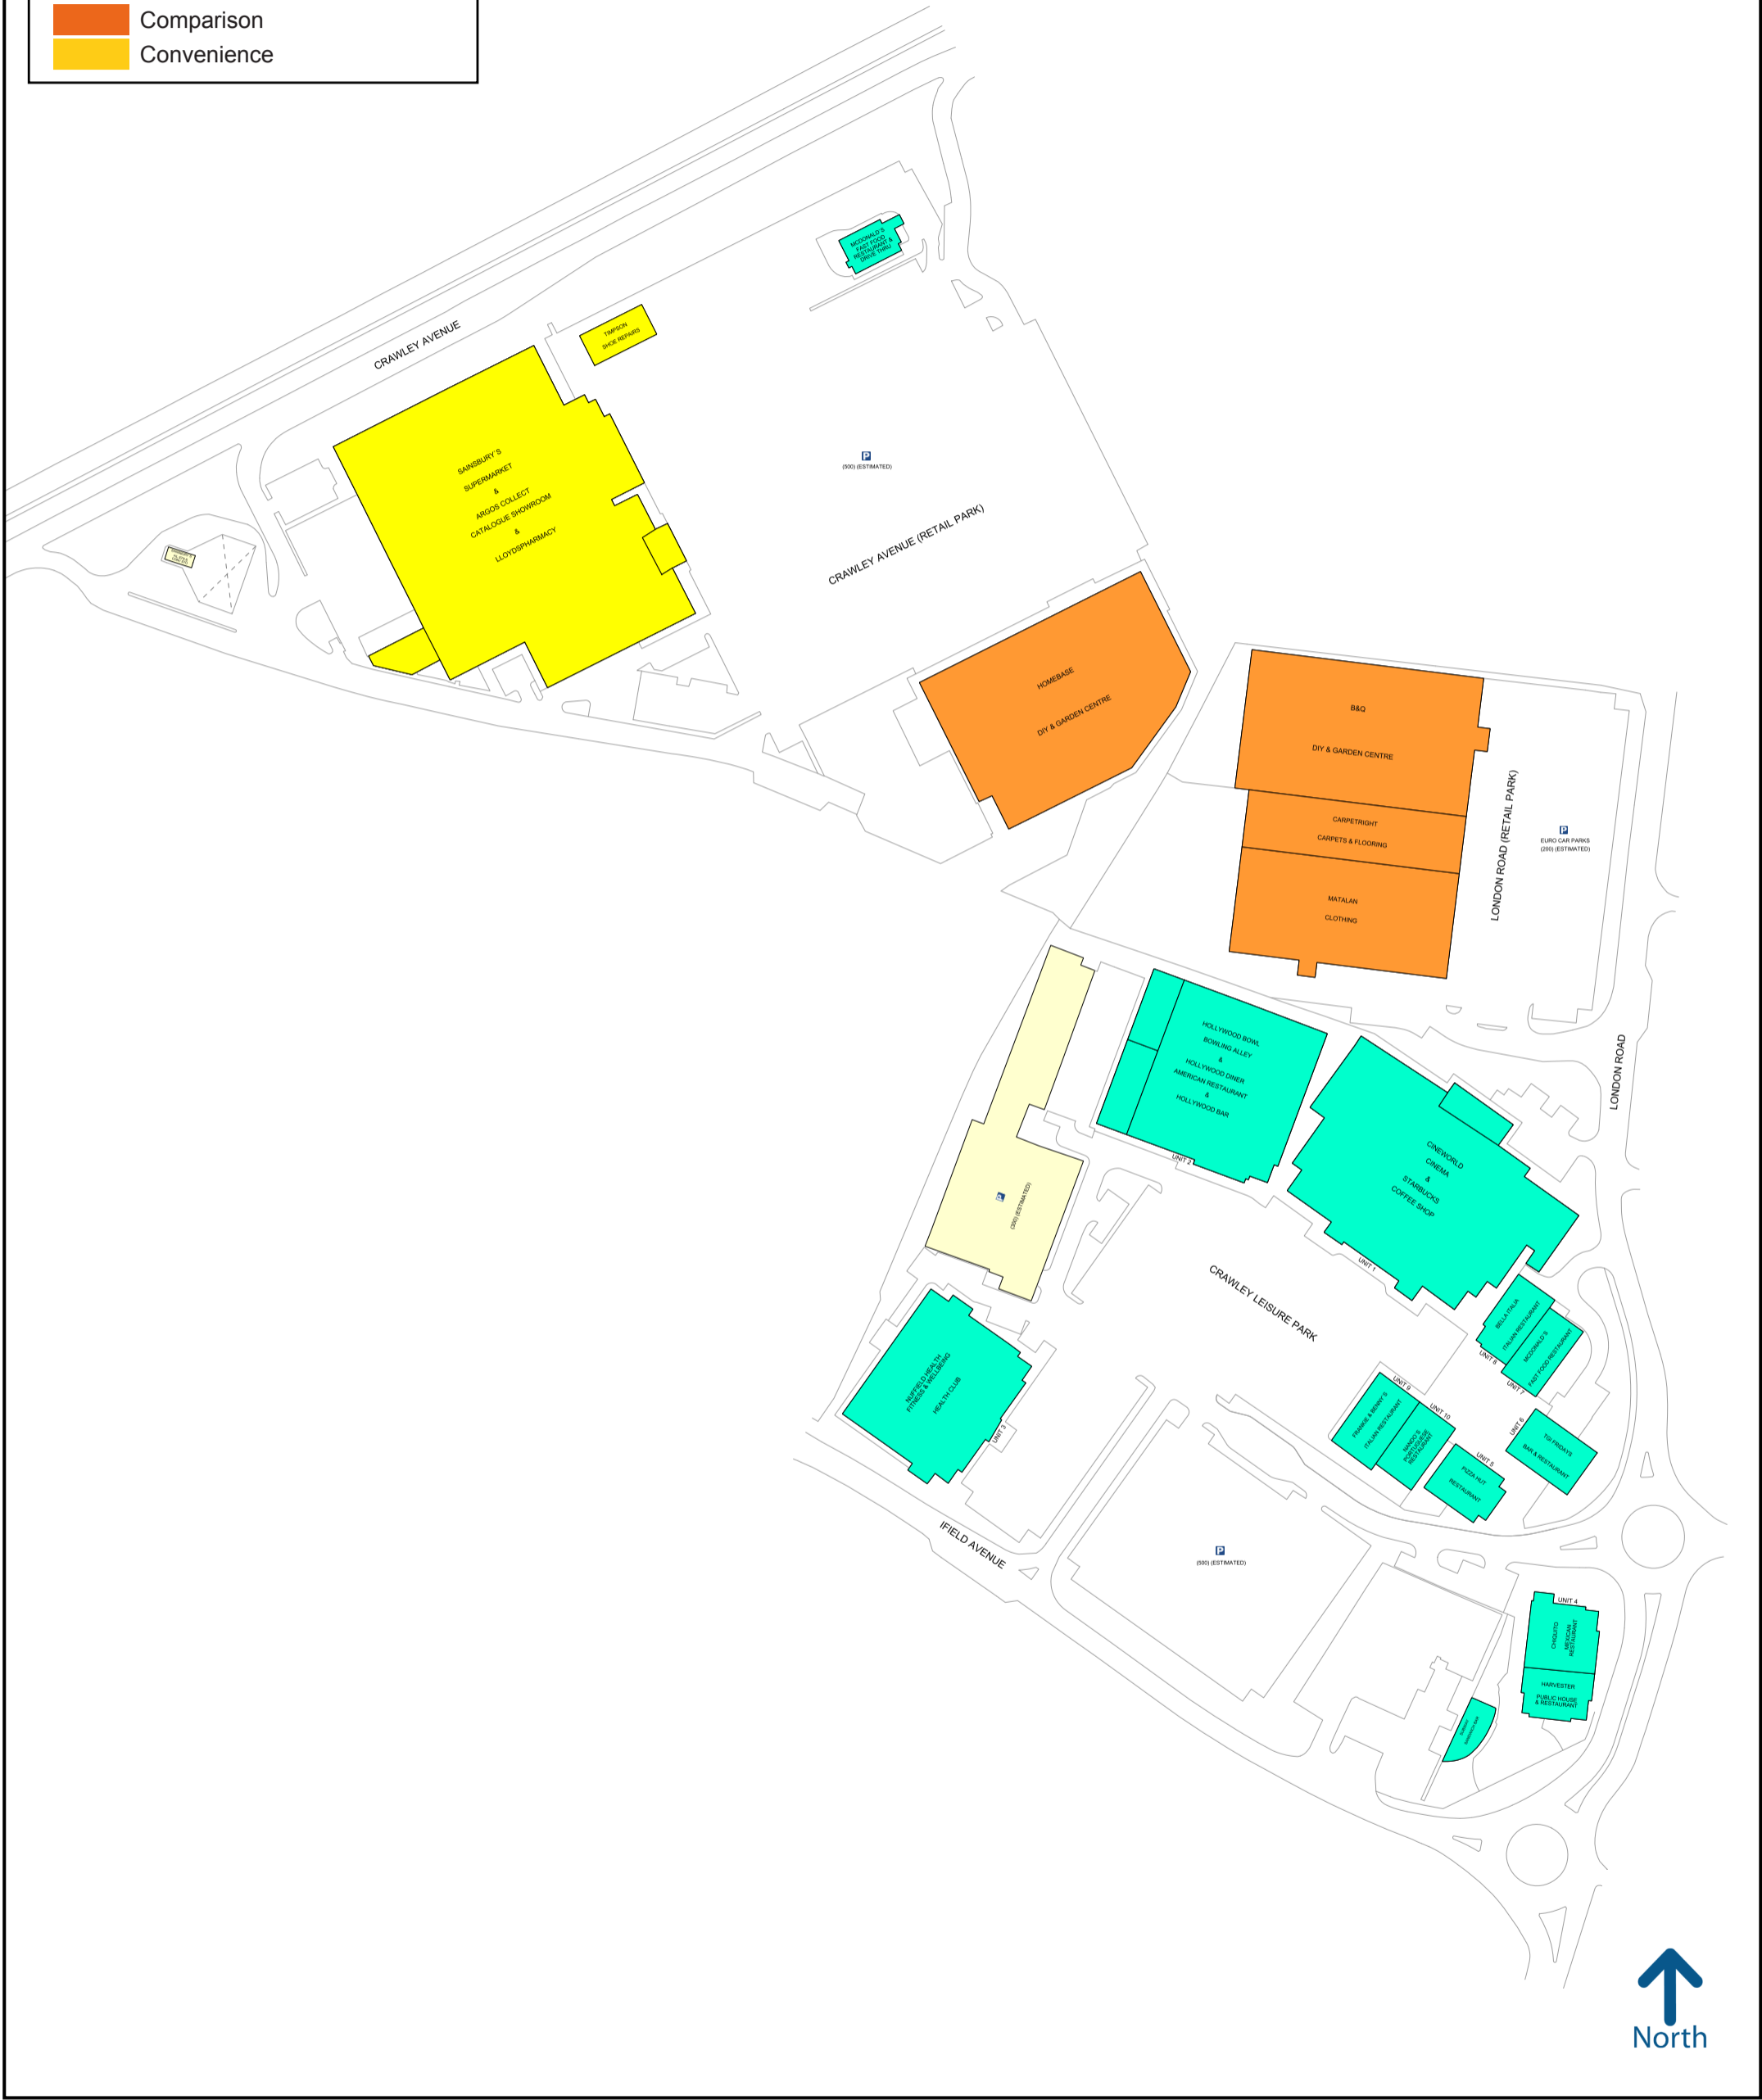 Comparison
Convenience
MCDONALD'S
FAST FOOD
RESTAURANT &
DRIVE THRU
CRAWLEY AVENUE
TIMPSON
SHOE REPAIRS
SAINSBURY'S
SUPERMARKET
&
ARGOS COLLECT
CATALOGUE SHOWROOM
&
LLOYDSPHARMACY
P
(600) (ESTIMATED)
CRAWLEY AVENUE (RETAIL PARK)
HOMEBASE
DIY & GARDEN CENTRE
B&Q
DIY & GARDEN CENTRE
CARPETRIGHT
CARPETS & FLOORING
MATALAN
CLOTHING
LONDON ROAD (RETAIL PARK)
P
EURO CAR PARKS
(200) (ESTIMATED)
LONDON ROAD
HOLLYWOOD BOWL
BOWLING ALLEY
&
HOLLYWOOD DINER
AMERICAN RESTAURANT
&
HOLLYWOOD BAR
UNIT 2
CINEWORLD
CINEMA
&
STARBUCKS
COFFEE SHOP
UNIT 1
P
(300) (ESTIMATED)
CRAWLEY LEISURE PARK
NUFFIELD HEALTH
FITNESS & WELLBEING
HEALTH CLUB
UNIT 3
BELLA ITALIA
ITALIAN RESTAURANT
UNIT 8
MCDONALD'S
FAST FOOD RESTAURANT
UNIT 7
UNIT 9
FRANKIE & BENNY'S
ITALIAN RESTAURANT
UNIT 10
NANDO'S
PORTUGUESE
RESTAURANT
UNIT 5
PIZZA HUT
RESTAURANT
UNIT 6
TGI FRIDAYS
BAR & RESTAURANT
IFIELD AVENUE
P
(500) (ESTIMATED)
UNIT 4
CHIQUITO
MEXICAN
RESTAURANT
HARVESTER
PUBLIC HOUSE
& RESTAURANT
SUBWAY
SANDWICH BAR
North